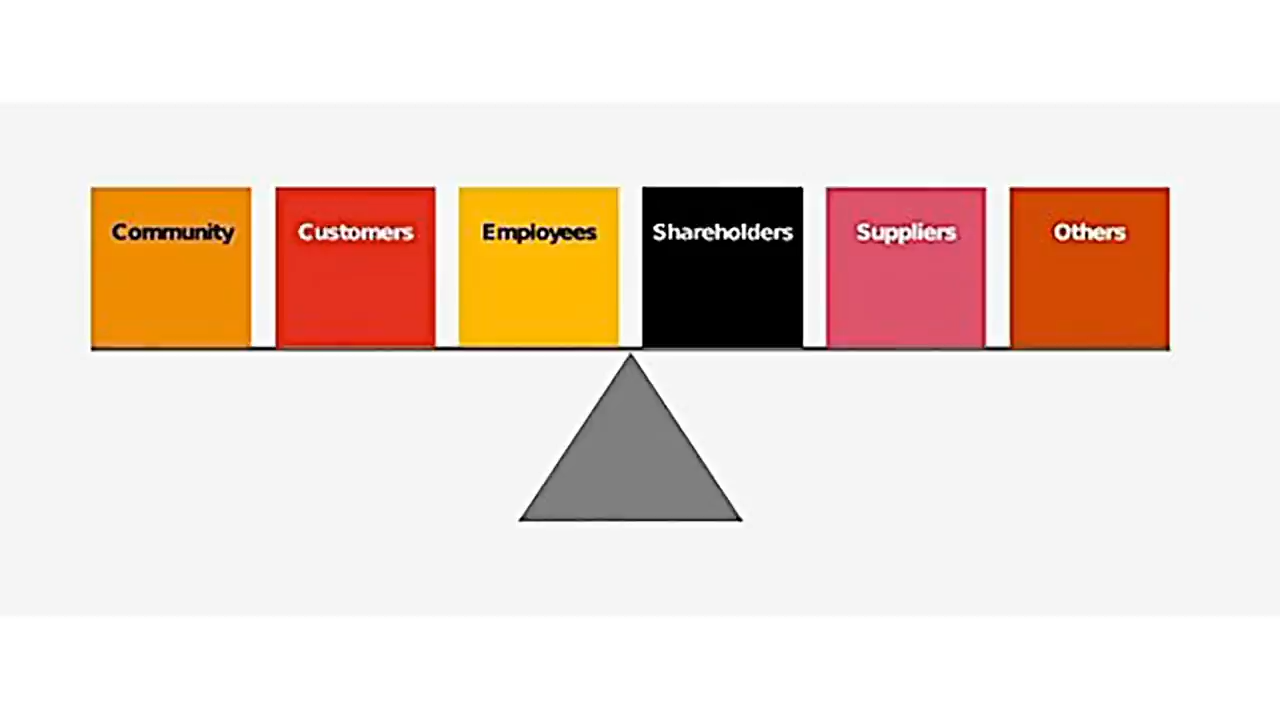 Community
Customers
Employees
Shareholders
Suppliers
Others